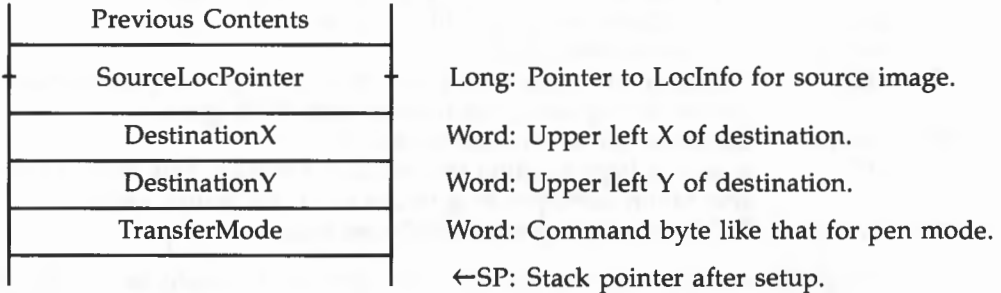 Previous Contents
SourceLocPointer Long: Pointer to LocInfo for source image.
DestinationX Word: Upper left X of destination.
DestinationY Word: Upper left Y of destination.
TransferMode Word: Command byte like that for pen mode.
←SP: Stack pointer after setup.